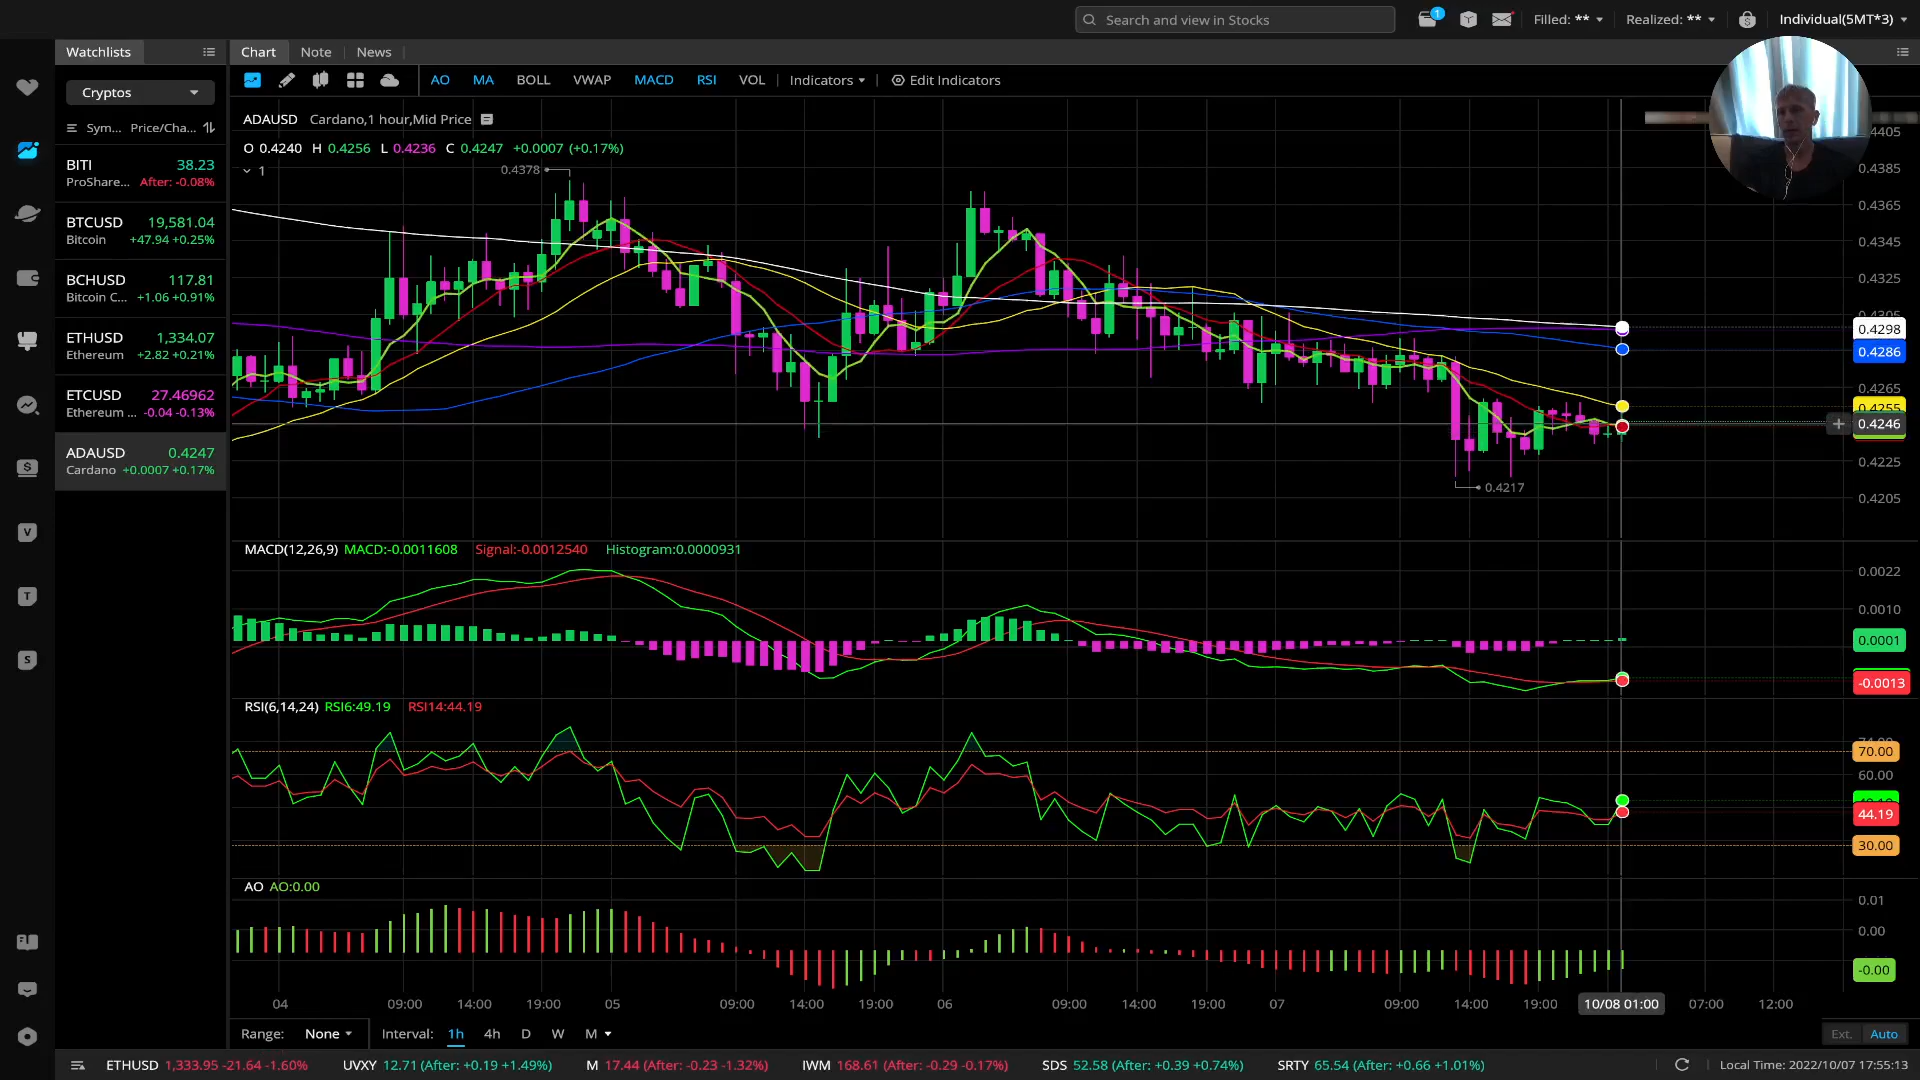 Search and view in Stocks
1
Filled: **
Realized: **
Individual(5MT*3)
Watchlists
Chart Note News
Cryptos
AO MA BOLL VWAP MACD RSI VOL Indicators Edit Indicators
Sym... Price/Cha...
BITI 38.23
ProShare... After: -0.08%
BTCUSD 19,581.04
Bitcoin +47.94 +0.25%
BCHUSD 117.81
Bitcoin C... +1.06 +0.91%
ETHUSD 1,334.07
Ethereum +2.82 +0.21%
ETCUSD 27.46962
Ethereum ... -0.04 -0.13%
ADAUSD 0.4247
Cardano +0.0007 +0.17%
ADAUSD Cardano,1 hour,Mid Price
O 0.4240 H 0.4256 L 0.4236 C 0.4247 +0.0007 (+0.17%)
1
0.4378
0.4217
0.4405
0.4385
0.4365
0.4345
0.4325
0.4305
0.4298
0.4286
0.4265
0.4255
0.4246
0.4225
0.4205
MACD(12,26,9) MACD:-0.0011608 Signal:-0.0012540 Histogram:0.0000931
0.0022
0.0010
0.0001
-0.0013
RSI(6,14,24) RSI6:49.19 RSI14:44.19
70.00
60.00
44.19
30.00
AO AO:0.00
0.01
0.00
-0.00
04 09:00 14:00 19:00 05 09:00 14:00 19:00 06 09:00 14:00 19:00 07 09:00 14:00 19:00 10/08 01:00 07:00 12:00
Range: None Interval: 1h 4h D W M
Ext. Auto
ETHUSD 1,333.95 -21.64 -1.60% UVXY 12.71 (After: +0.19 +1.49%) M 17.44 (After: -0.23 -1.32%) IWM 168.61 (After: -0.29 -0.17%) SDS 52.58 (After: +0.39 +0.74%) SRTY 65.54 (After: +0.66 +1.01%)
Local Time: 2022/10/07 17:55:13